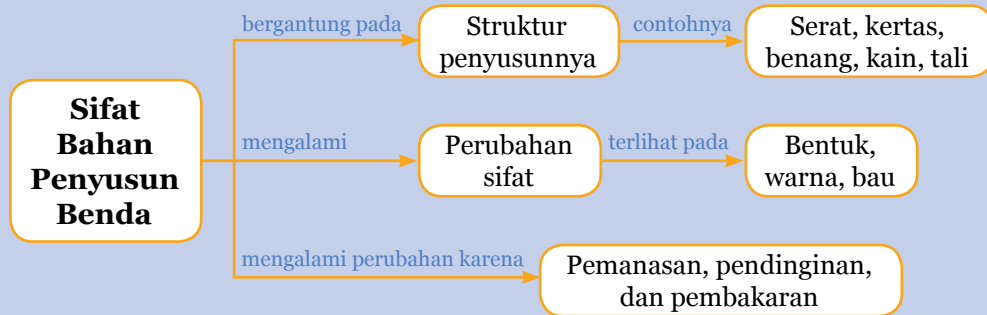 Sifat
Bahan
Penyusun
Benda
bergantung pada
Struktur
penyusunnya
contohnya
Serat, kertas,
benang, kain, tali
mengalami
Perubahan
sifat
terlihat pada
Bentuk,
warna, bau
mengalami perubahan karena
Pemanasan, pendinginan,
dan pembakaran